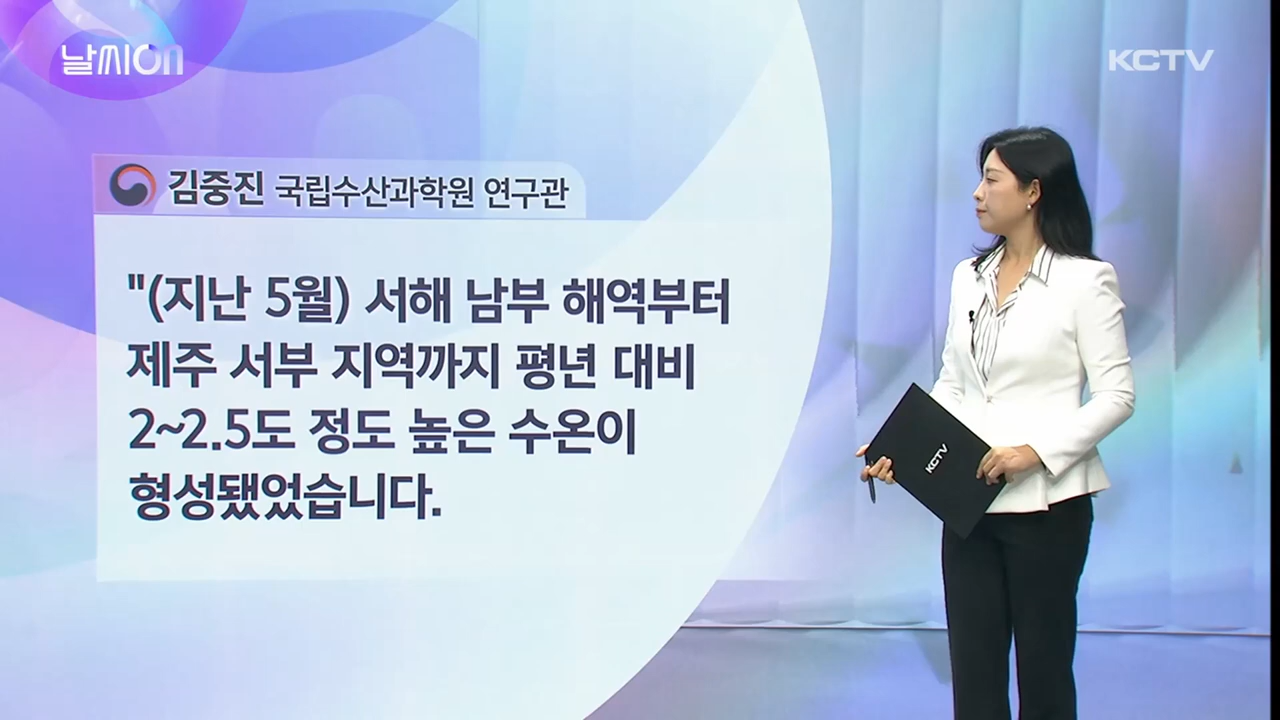 날씨On
KCTV
김중진 국립수산과학원 연구관
"(지난 5월) 서해 남부 해역부터
제주 서부 지역까지 평년 대비
2~2.5도 정도 높은 수온이
형성됐었습니다.
KCTV